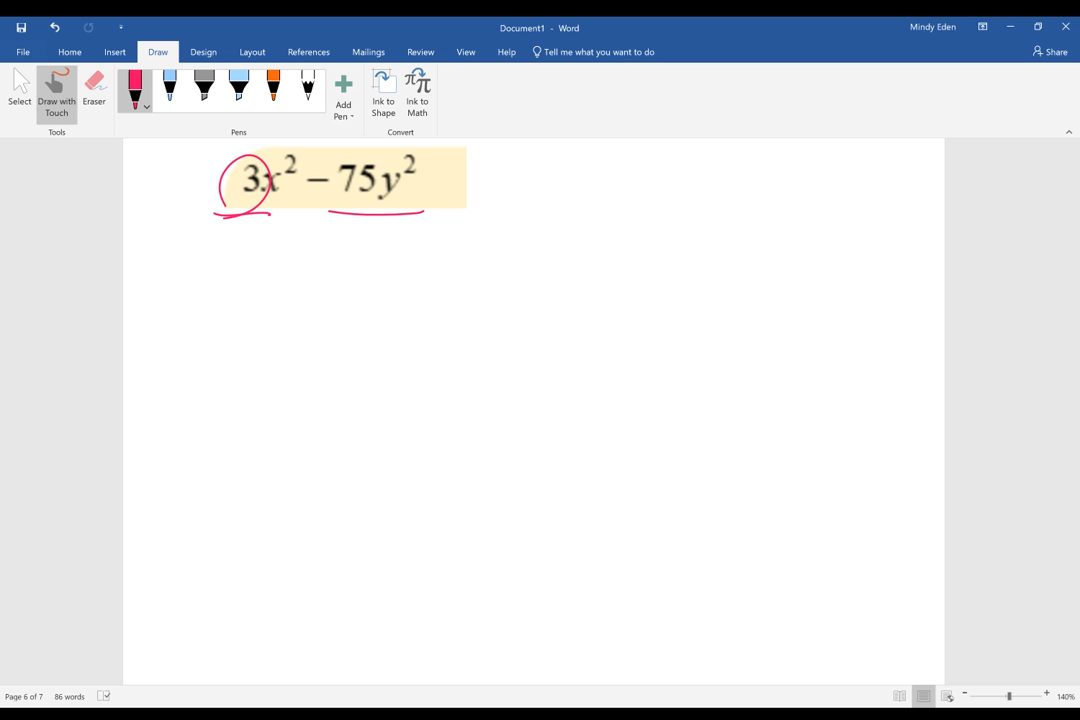 Document1 - Word
Mindy Eden
File Home Insert Draw Design Layout References Mailings Review View Help Tell me what you want to do Share
Select Draw with Touch Eraser Add Pen Ink to Shape Ink to Math
Tools Pens Convert
3x² − 75y²
Page 6 of 7 86 words 140%